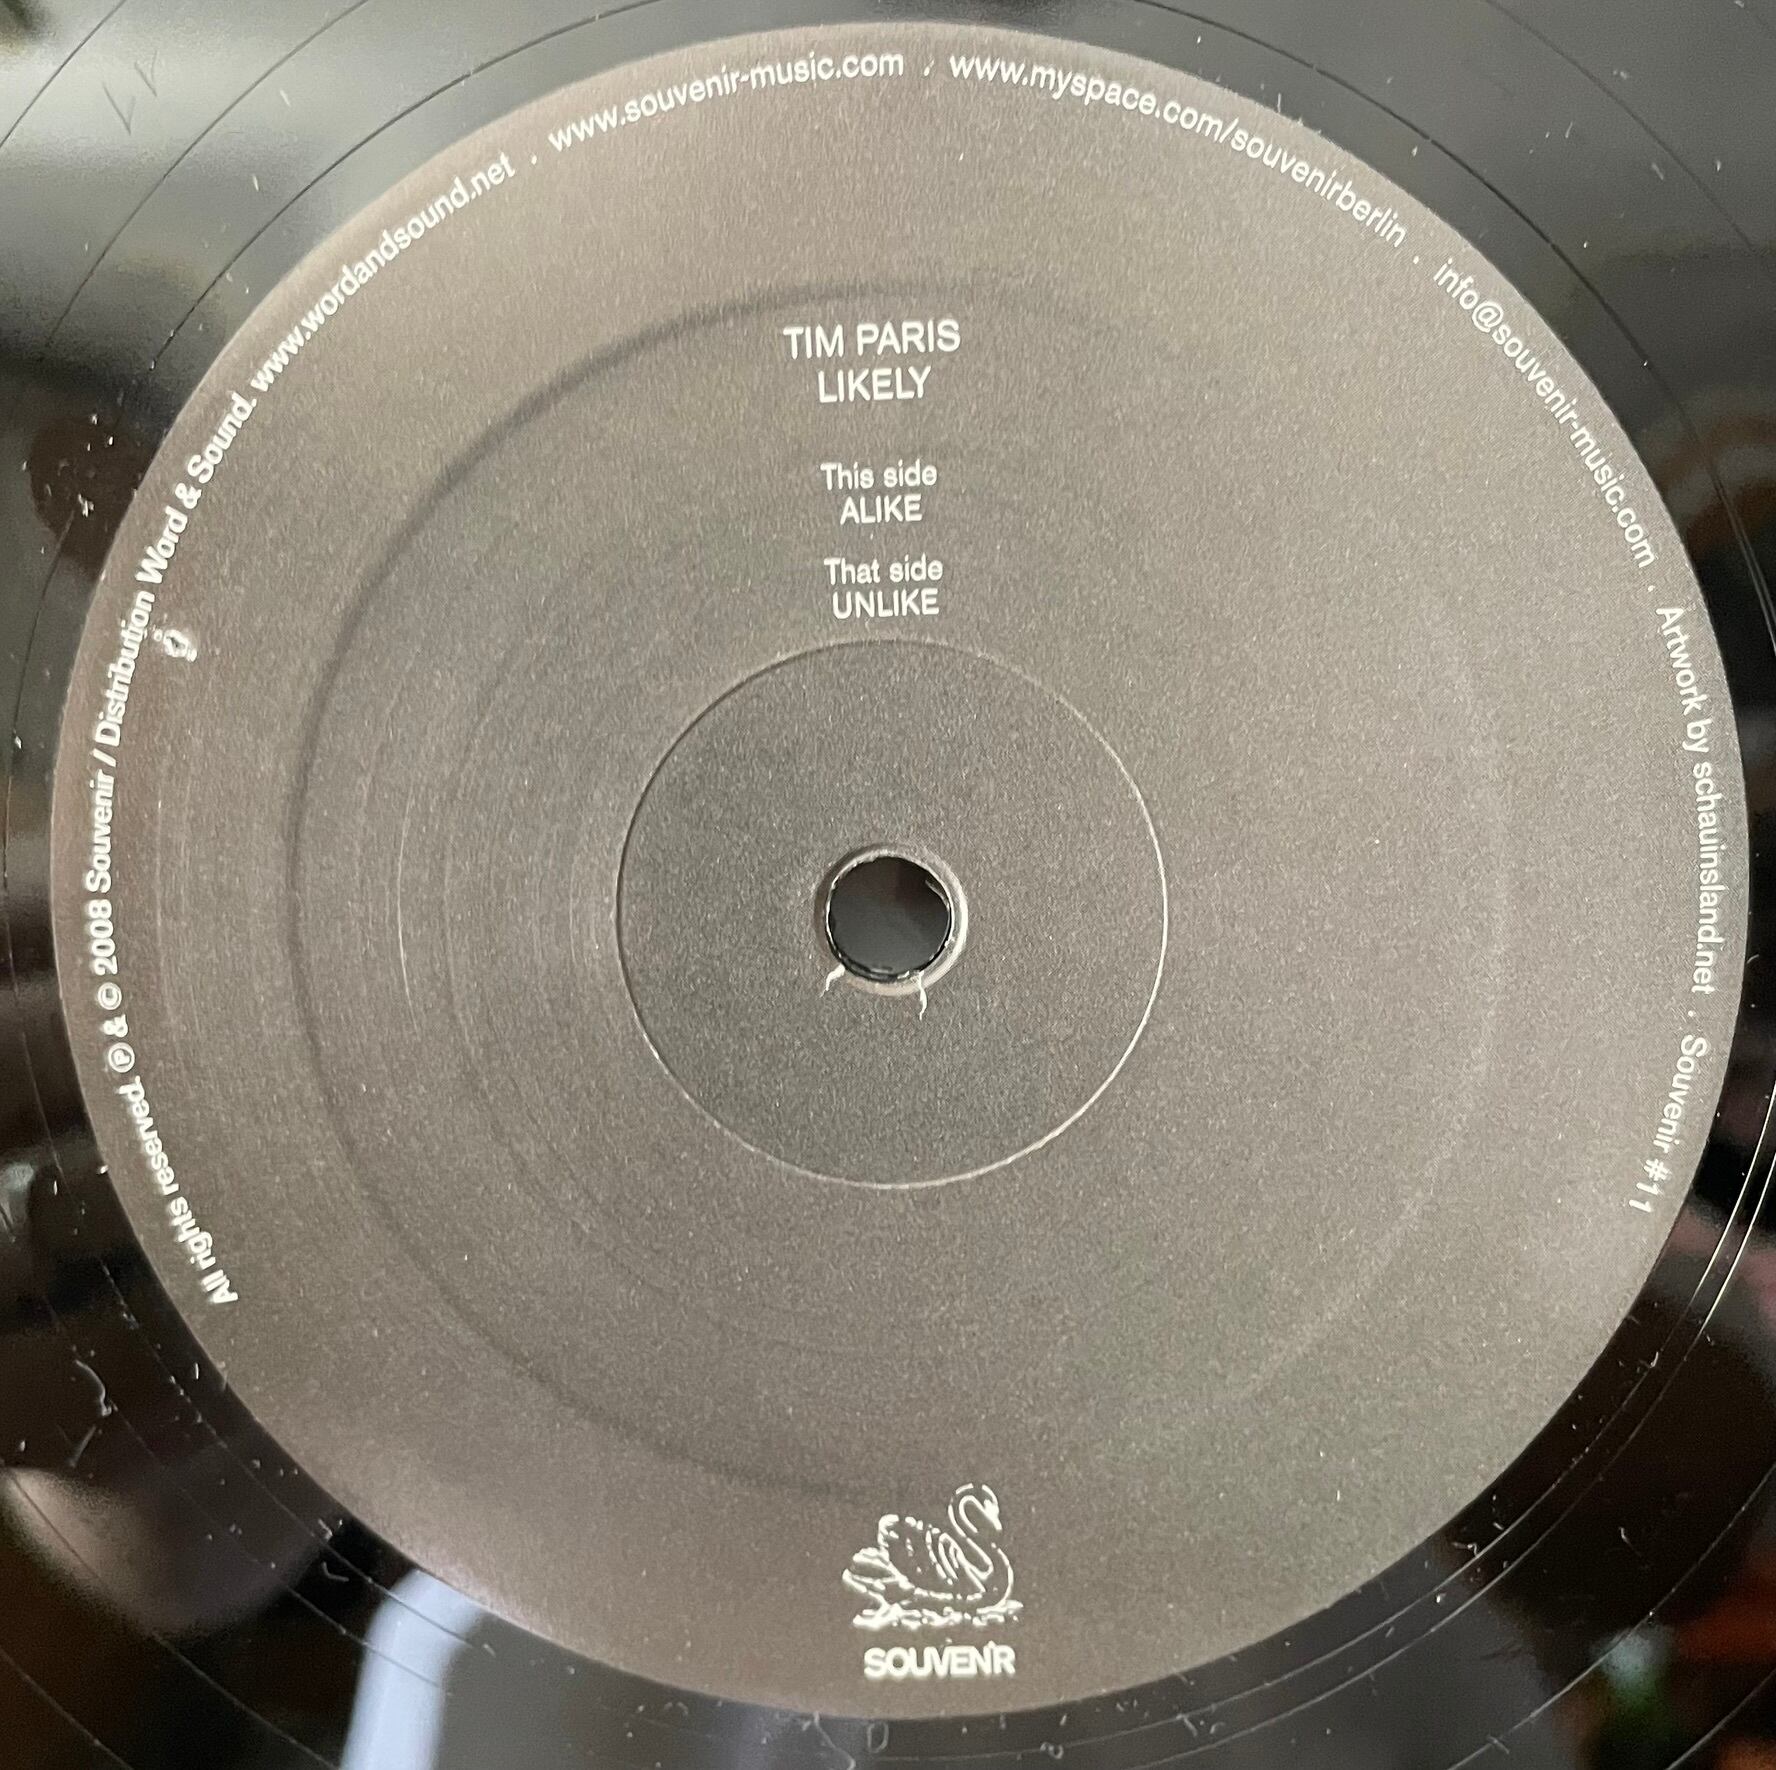 All rights reserved. ℗ & © 2008 Souvenir / Distribution Word & Sound. www.wordandsound.net . www.souvenir-music.com . www.myspace.com/souvenirberlin . info@souvenir-music.com . Artwork by schauinsland.net . Souvenir #11
TIM PARIS
LIKELY
This side
ALIKE
That side
UNLIKE
SOUVENIR